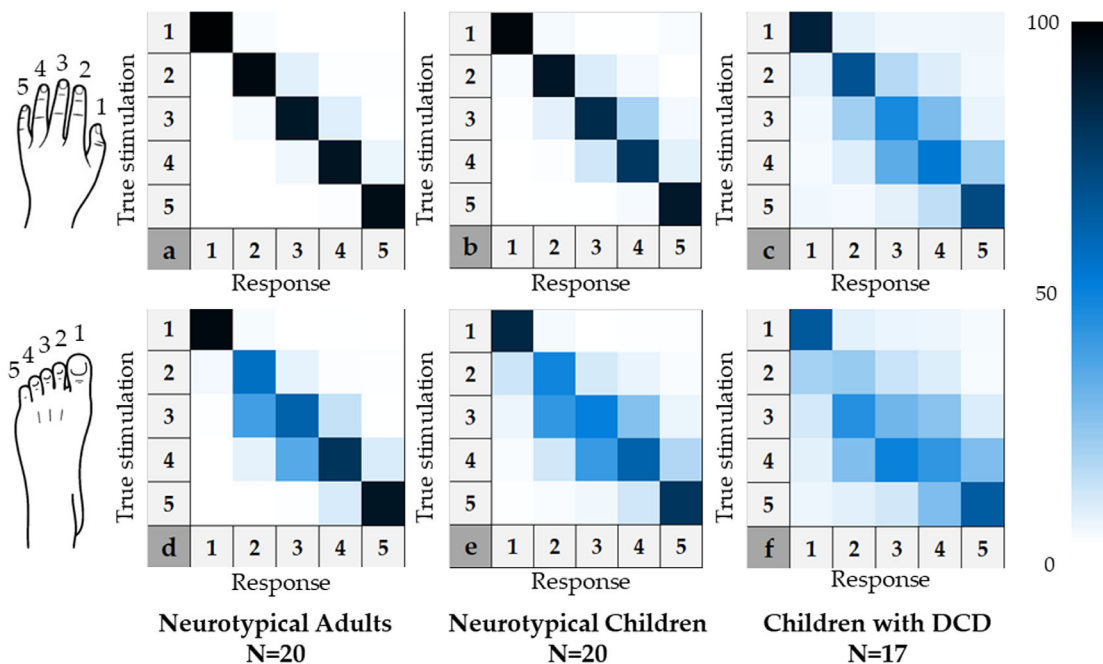 5 4 3 2 1
True stimulation
1
2
3
4
5
a 1 2 3 4 5
Response
True stimulation
1
2
3
4
5
b 1 2 3 4 5
Response
True stimulation
1
2
3
4
5
c 1 2 3 4 5
Response
100
50
0
5 4 3 2 1
True stimulation
1
2
3
4
5
d 1 2 3 4 5
Response
True stimulation
1
2
3
4
5
e 1 2 3 4 5
Response
True stimulation
1
2
3
4
5
f 1 2 3 4 5
Response
Neurotypical Adults
N=20
Neurotypical Children
N=20
Children with DCD
N=17